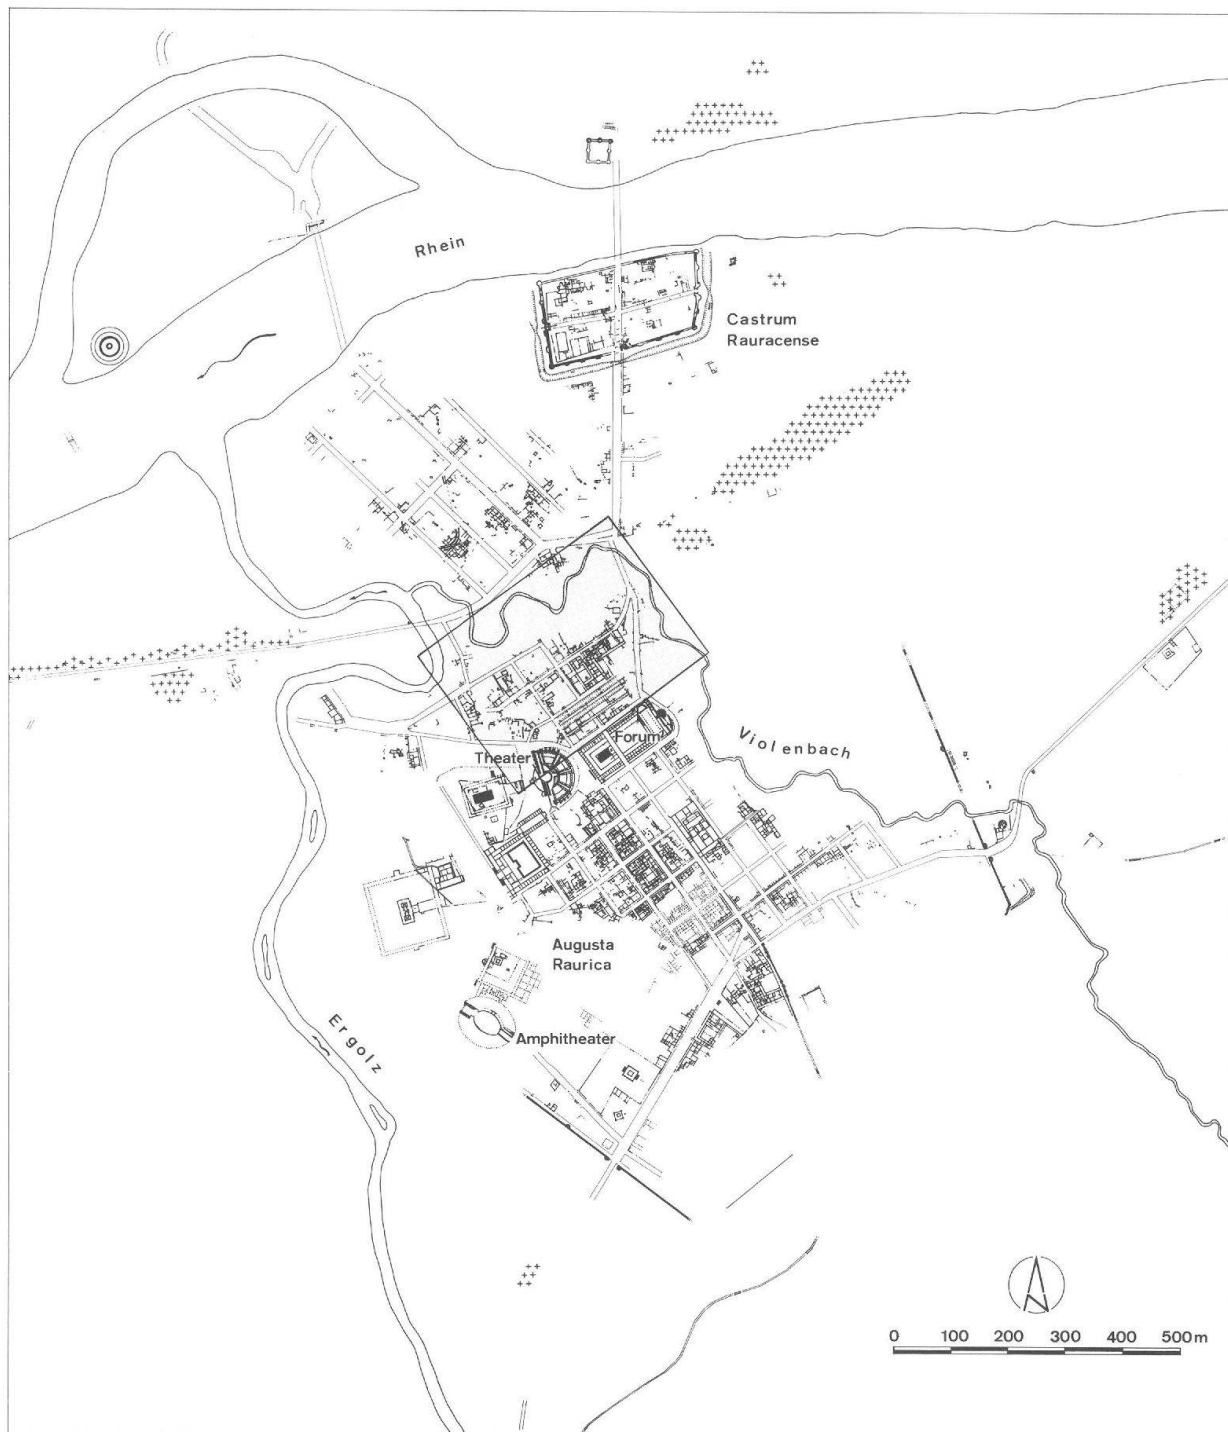 Rhein
Castrum
Rauracense
Violenbach
Forum
Theater
Augusta
Raurica
Ergolz
Amphitheater
N
0 100 200 300 400 500m